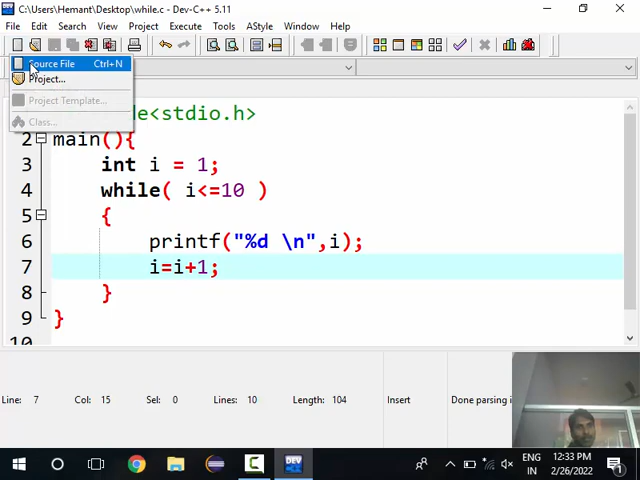 C:\Users\Hemant\Desktop\while.c - Dev-C++ 5.11
File Edit Search View Project Execute Tools AStyle Window Help
Source File Ctrl+N
Project...
Project Template...
Class...
<stdio.h>
2 main(){
3 int i = 1;
4 while( i<=10 )
5 {
6 printf("%d \n",i);
7 i=i+1;
8 }
9 }
10
Line: 7 Col: 15 Sel: 0 Lines: 10 Length: 104 Insert Done parsing i
DEV
ENG
IN
12:33 PM
2/26/2022
1